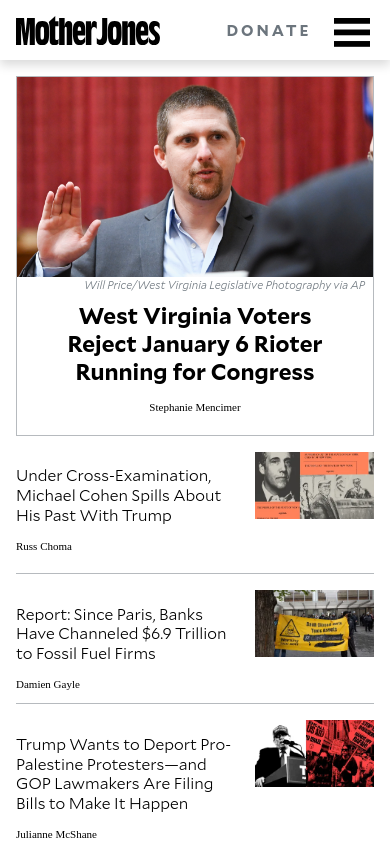 Mother Jones
DONATE
Will Price/West Virginia Legislative Photography via AP
West Virginia Voters
Reject January 6 Rioter
Running for Congress
Stephanie Mencimer
Under Cross-Examination,
Michael Cohen Spills About
His Past With Trump
Russ Choma
Report: Since Paris, Banks
Have Channeled $6.9 Trillion
to Fossil Fuel Firms
Damien Gayle
Trump Wants to Deport Pro-
Palestine Protesters—and
GOP Lawmakers Are Filing
Bills to Make It Happen
Julianne McShane